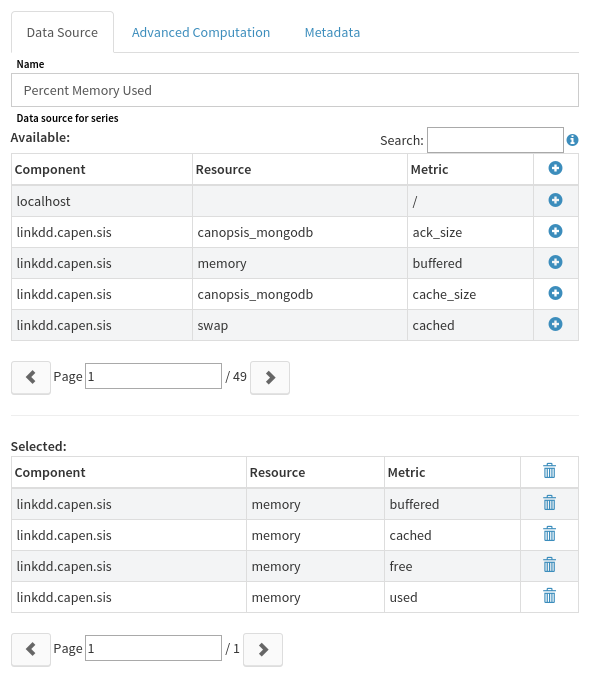 Data Source Advanced Computation Metadata
Name
Percent Memory Used
Data source for series
Available:
Search:
Component Resource Metric
localhost /
linkdd.capen.sis canopsis_mongodb ack_size
linkdd.capen.sis memory buffered
linkdd.capen.sis canopsis_mongodb cache_size
linkdd.capen.sis swap cached
Page 1 / 49
Selected:
Component Resource Metric
linkdd.capen.sis memory buffered
linkdd.capen.sis memory cached
linkdd.capen.sis memory free
linkdd.capen.sis memory used
Page 1 / 1